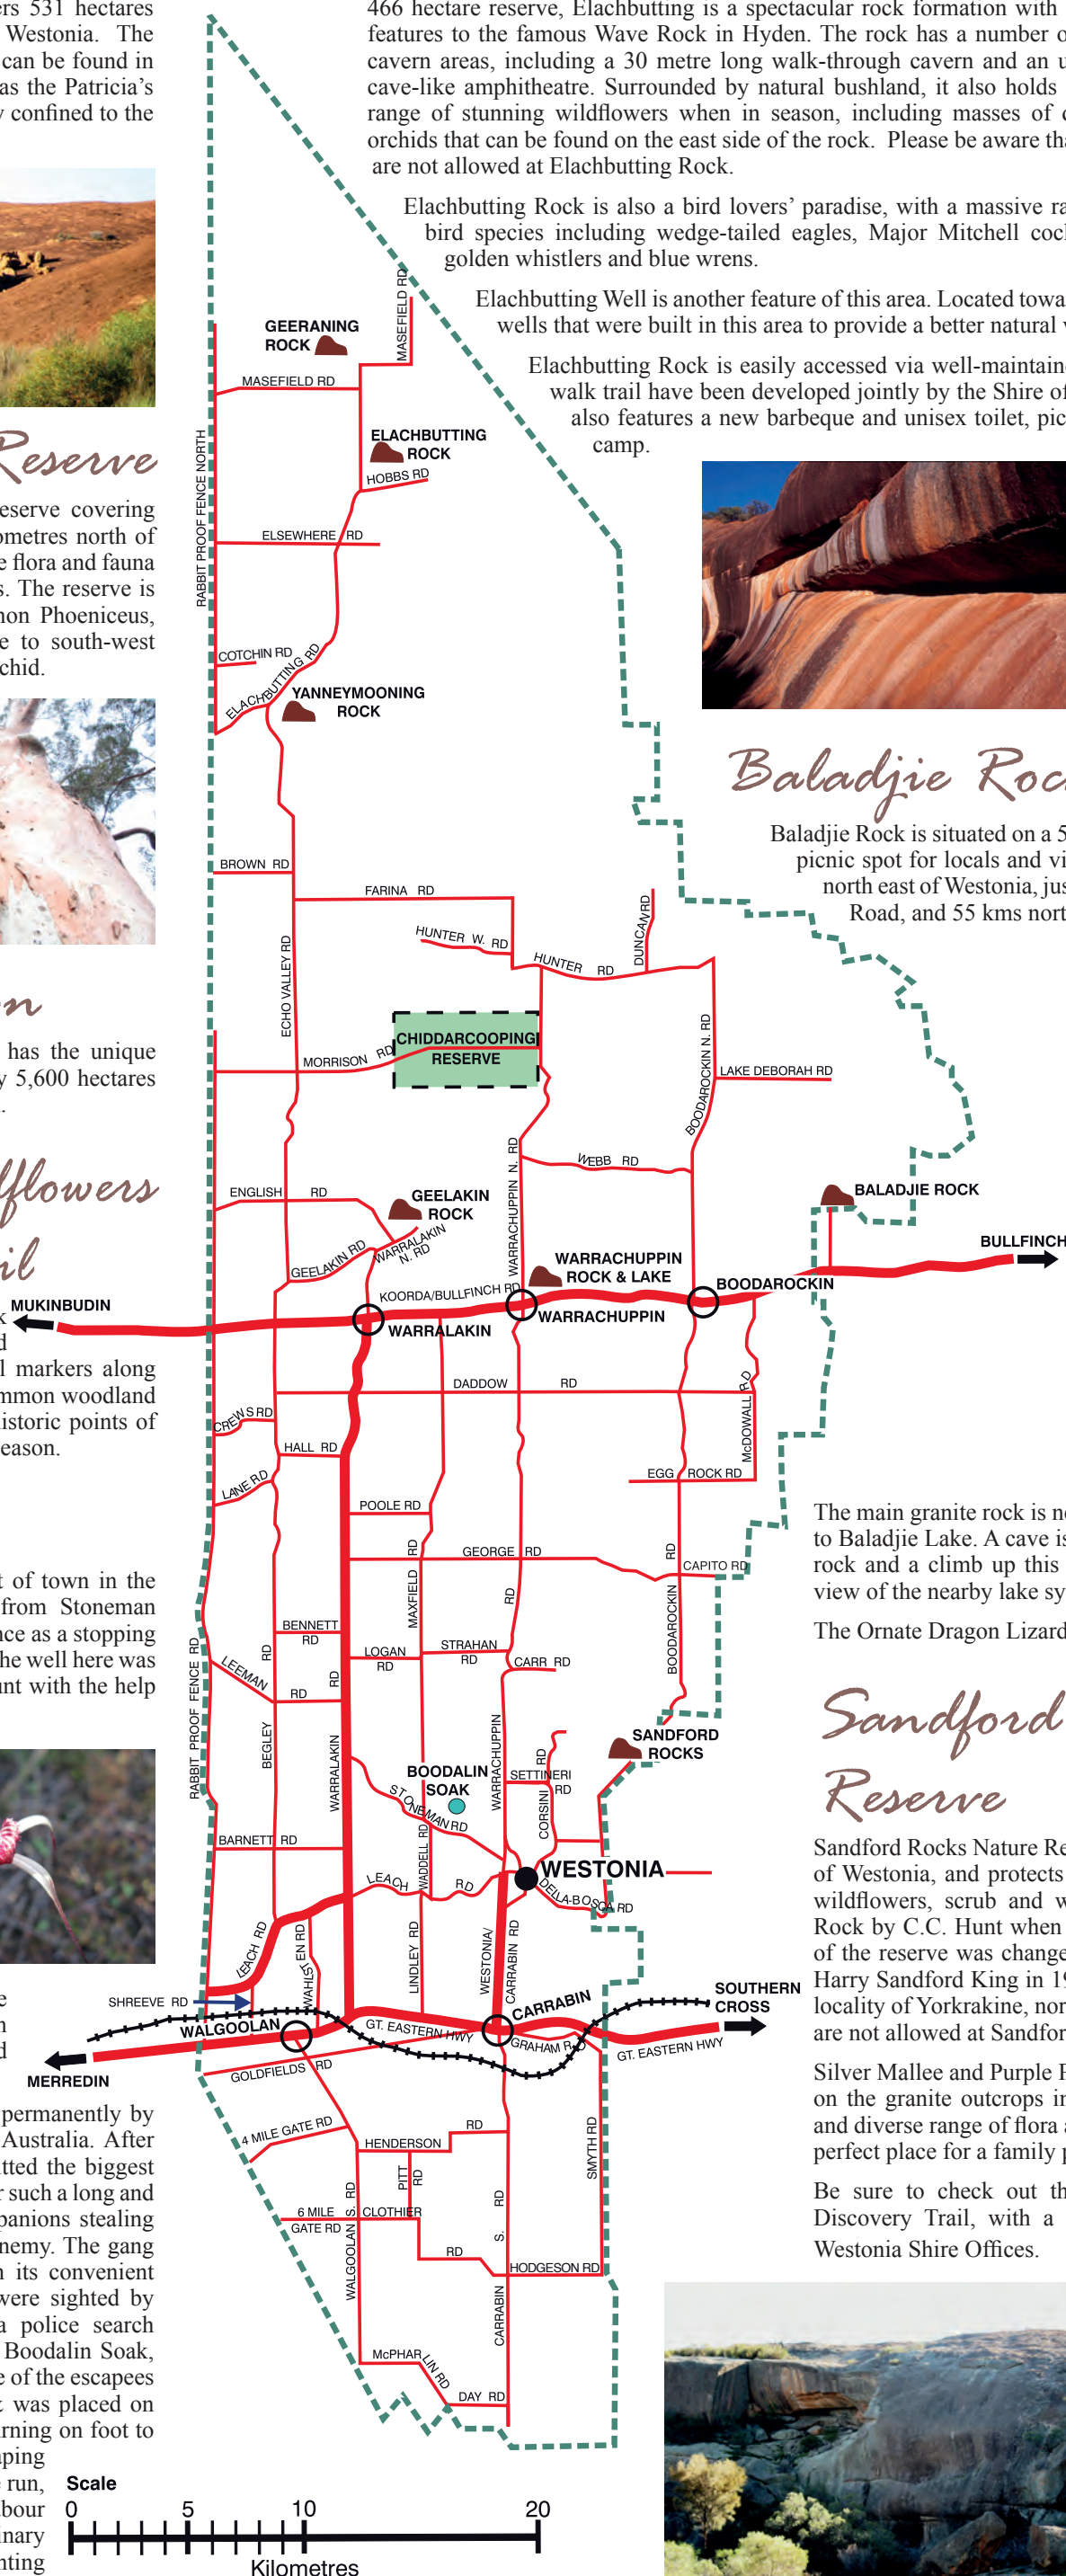 ers 531 hectares
Westonia. The
can be found in
as the Patricia's
y confined to the
466 hectare reserve, Elachbutting is a spectacular rock formation with
features to the famous Wave Rock in Hyden. The rock has a number o
cavern areas, including a 30 metre long walk-through cavern and an u
cave-like amphitheatre. Surrounded by natural bushland, it also holds
range of stunning wildflowers when in season, including masses of
orchids that can be found on the east side of the rock. Please be aware tha
are not allowed at Elachbutting Rock.
Elachbutting Rock is also a bird lovers' paradise, with a massive ra
bird species including wedge-tailed eagles, Major Mitchell coc
golden whistlers and blue wrens.
Elachbutting Well is another feature of this area. Located towa
wells that were built in this area to provide a better natural
Elachbutting Rock is easily accessed via well-maintain
walk trail have been developed jointly by the Shire of
also features a new barbeque and unisex toilet, pic
camp.
Reserve
eserve covering
ometres north of
e flora and fauna
s. The reserve is
non Phoeniceus,
e to south-west
chid.
n
has the unique
y 5,600 hectares
lflowers
il
k
d
l markers along
mmon woodland
istoric points of
eason.
t of town in the
from Stoneman
nce as a stopping
he well here was
unt with the help
e
n
d
permanently by
Australia. After
tted the biggest
r such a long and
panions stealing
nemy. The gang
n its convenient
were sighted by
a police search
Boodalin Soak,
e of the escapees
k was placed on
rning on foot to
aping
run,
bour
inary
nting
GEERANING
ROCK
MASEFIELD RD
MASEFIELD RD
ELACHBUTTING
ROCK
HOBBS RD
RABBIT PROOF FENCE NORTH
ELSEWHERE RD
COTCHIN RD
ELACHBUTTING RD
YANNEYMOONING
ROCK
BROWN RD
FARINA RD
HUNTER W. RD
HUNTER RD
DUNCAN RD
ECHO VALLEY RD
CHIDDARCOOPING
RESERVE
MORRISON RD
BOODAROCKIN N. RD
LAKE DEBORAH RD
WARRACHUPPIN N. RD
WEBB RD
ENGLISH RD
GEELAKIN
ROCK
WARRALAKIN
N. RD
GEELAKIN RD
BALADJIE ROCK
BULLFINCH
WARRACHUPPIN
ROCK & LAKE
BOODAROCKIN
KOORDA/BULLFINCH RD
MUKINBUDIN
WARRALAKIN
WARRACHUPPIN
DADDOW RD
CREWS RD
McDOWALL RD
HALL RD
LANE RD
EGG ROCK RD
POOLE RD
GEORGE RD
CAPITO RD
MAXFIELD RD
RD
BOODAROCKIN RD
BENNETT
RD
LOGAN
RD
STRAHAN
RD
CARR RD
LEEMAN
RD
RABBIT PROOF FENCE RD
BEGLEY RD
WARRALAKIN RD
WARRACHUPPIN
SANDFORD
ROCKS
BOODALIN
SOAK
SETTINERI
RD
CORSINI RD
STONEMAN RD
BARNETT RD
WADDELL RD
WESTONIA
LEACH RD
DELLA-BOSCA RD
LEACH RD
WAHLSTEN RD
LINDLEY RD
WESTONIA/
CARRABIN RD
SHREEVE RD
SOUTHERN
CROSS
CARRABIN
WALGOOLAN
GT. EASTERN HWY
GRAHAM RD
GT. EASTERN HWY
MERREDIN
GOLDFIELDS RD
4 MILE GATE RD
RD
HENDERSON
PITT
RD
SMYTH RD
6 MILE
GATE RD
CLOTHIER
WALGOOLAN S. RD
RD
HODGESON RD
CARRABIN S. RD
McPHARLIN RD
DAY RD
Scale
0 5 10 20
Kilometres
Baladjie Roc
Baladjie Rock is situated on a 5
picnic spot for locals and vi
north east of Westonia, jus
Road, and 55 kms nort
The main granite rock is n
to Baladjie Lake. A cave is
rock and a climb up this
view of the nearby lake sy
The Ornate Dragon Lizard
Sandford
Reserve
Sandford Rocks Nature Re
of Westonia, and protects
wildflowers, scrub and w
Rock by C.C. Hunt when
of the reserve was change
Harry Sandford King in 19
locality of Yorkrakine, nor
are not allowed at Sandfor
Silver Mallee and Purple P
on the granite outcrops in
and diverse range of flora a
perfect place for a family p
Be sure to check out th
Discovery Trail, with a
Westonia Shire Offices.